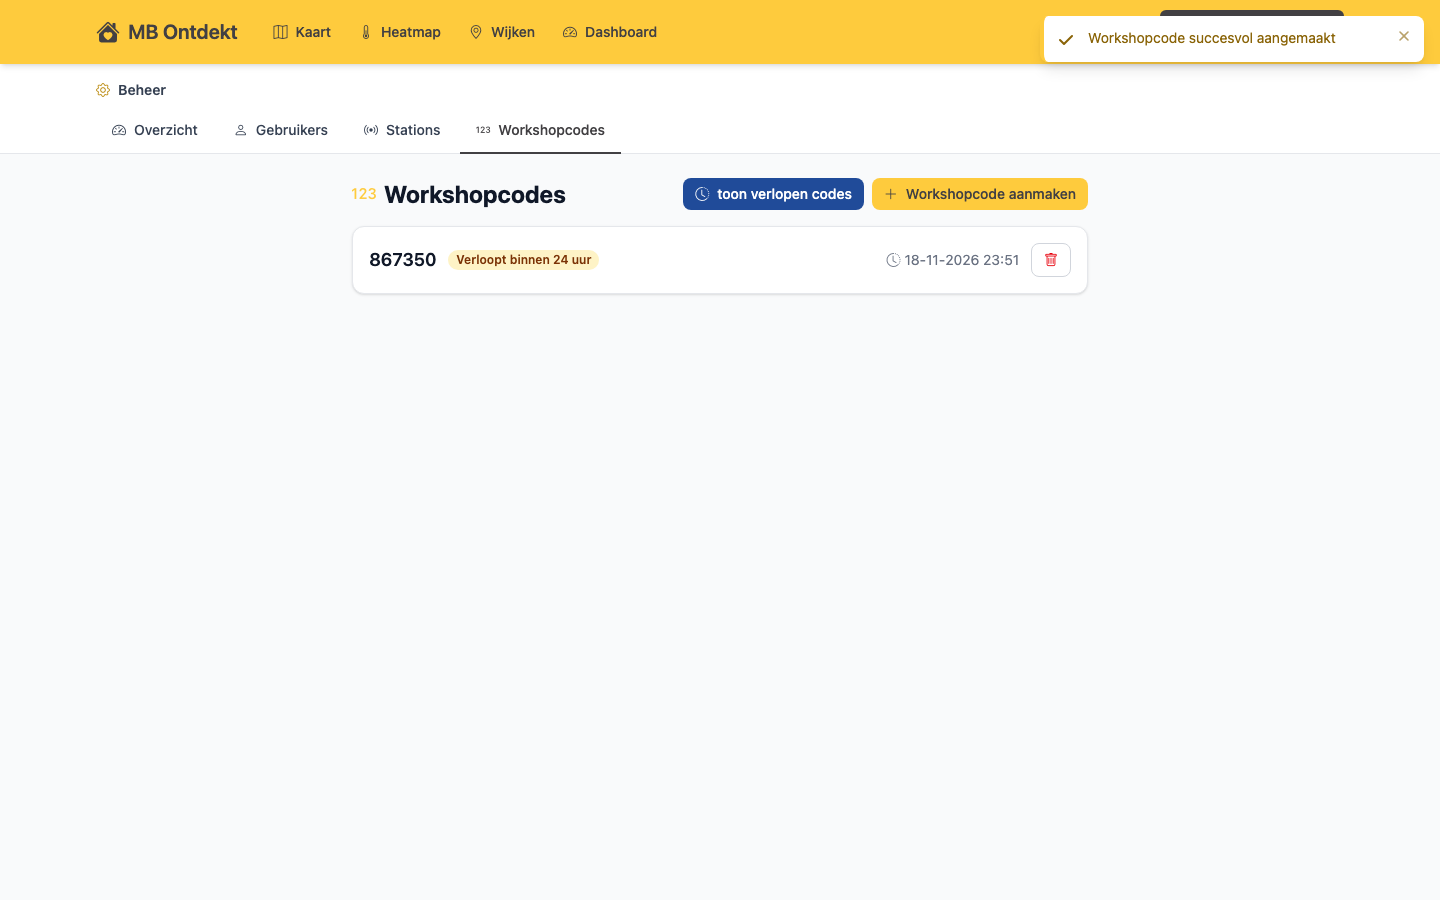 MB Ontdekt
Kaart
Heatmap
Wijken
Dashboard
Workshopcode succesvol aangemaakt
Beheer
Overzicht
Gebruikers
Stations
123 Workshopcodes
123 Workshopcodes
toon verlopen codes
Workshopcode aanmaken
867350
Verloopt binnen 24 uur
18-11-2026 23:51